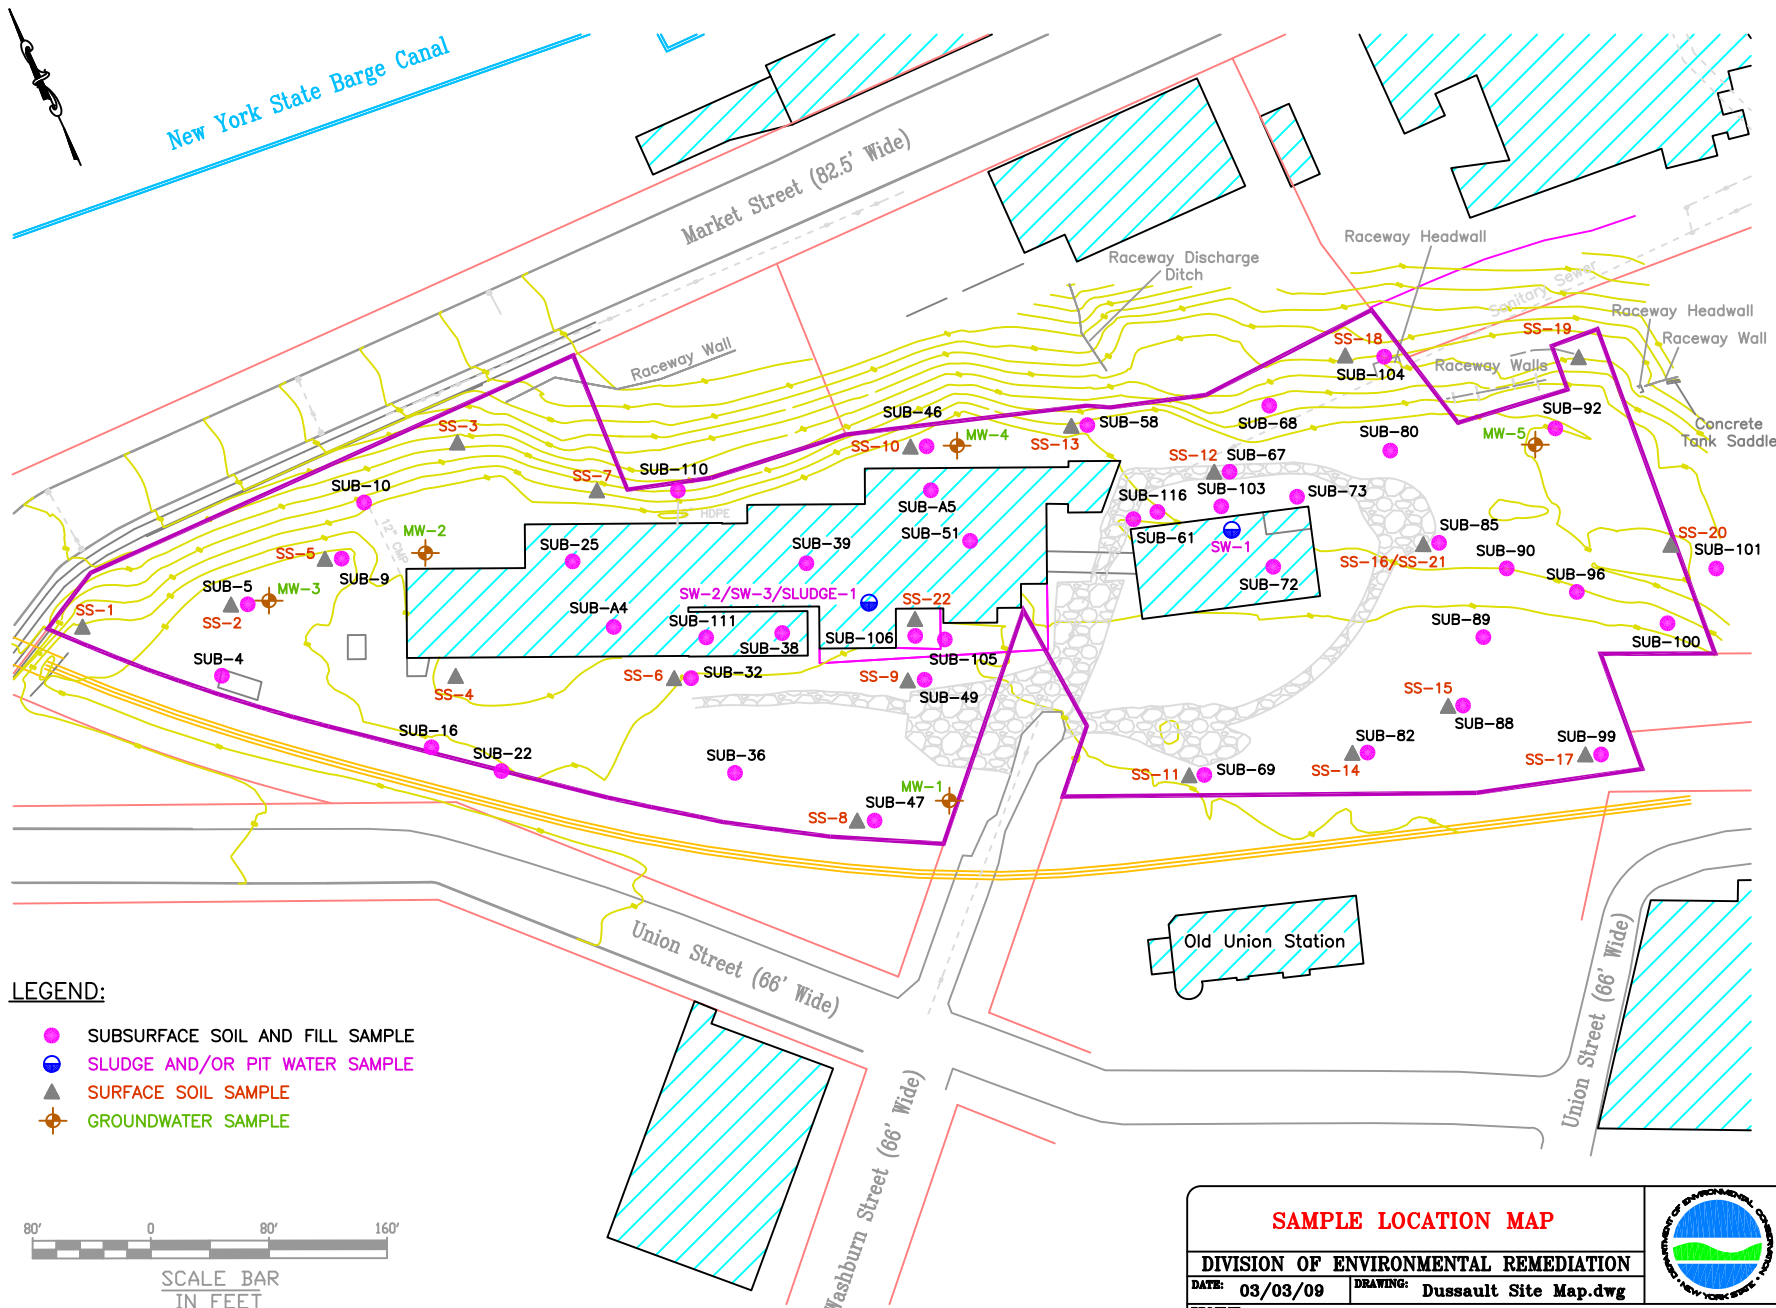 New York State Barge Canal
Market Street (82.5' Wide)
Raceway Discharge
Ditch
Raceway Headwall
Sanitary Sewer
Raceway Headwall
Raceway Wall
Raceway Walls
Concrete
Tank Saddle
Raceway Wall
SS-18
SUB-104
SS-19
SUB-92
MW-5
SUB-68
SUB-80
SUB-46
SS-10
MW-4
SS-13
SUB-58
SS-12
SUB-67
SUB-103
SUB-73
SUB-116
SUB-61
SW-1
SUB-72
SUB-85
SS-16/SS-21
SUB-90
SUB-96
SS-20
SUB-101
SUB-100
SUB-89
SS-3
SS-7
SUB-110
HDPE
SUB-10
12" CMP
MW-2
SS-5
SUB-9
SUB-5
MW-3
SS-2
SS-1
SUB-4
SUB-25
SUB-39
SUB-A5
SUB-51
SUB-A4
SW-2/SW-3/SLUDGE-1
SUB-111
SUB-38
SUB-106
SS-22
SUB-105
SS-4
SS-6
SUB-32
SS-9
SUB-49
SUB-16
SUB-22
SUB-36
MW-1
SUB-47
SS-8
SS-15
SUB-88
SUB-82
SS-14
SUB-99
SS-17
SS-11
SUB-69
Old Union Station
Union Street (66' Wide)
Union Street (66' Wide)
Washburn Street (66' Wide)
LEGEND:
SUBSURFACE SOIL AND FILL SAMPLE
SLUDGE AND/OR PIT WATER SAMPLE
SURFACE SOIL SAMPLE
GROUNDWATER SAMPLE
80' 0 80' 160'
SCALE BAR
IN FEET
SAMPLE LOCATION MAP
DIVISION OF ENVIRONMENTAL REMEDIATION
DATE: 03/03/09 DRAWING: Dussault Site Map.dwg
DEPARTMENT OF ENVIRONMENTAL CONSERVATION
NEW YORK STATE